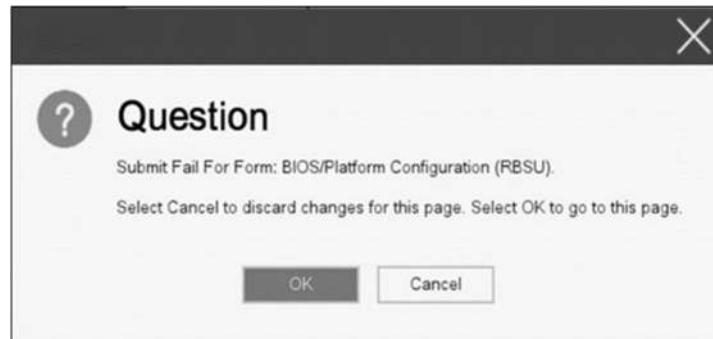 ?
Question
Submit Fail For Form: BIOS/Platform Configuration (RBSU).
Select Cancel to discard changes for this page. Select OK to go to this page.
OK
Cancel